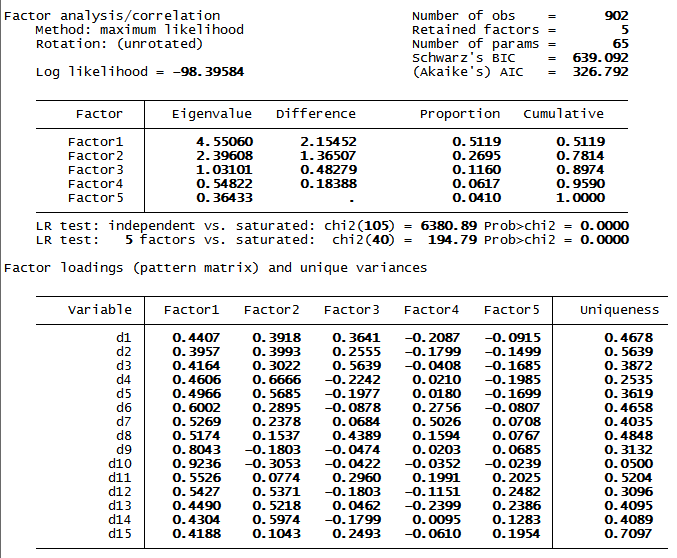 Factor analysis/correlation Number of obs = 902
Method: maximum likelihood Retained factors = 5
Rotation: (unrotated) Number of params = 65
Schwarz's BIC = 639.092
Log likelihood = -98.39584 (Akaike's) AIC = 326.792
Factor Eigenvalue Difference Proportion Cumulative
Factor1 4.55060 2.15452 0.5119 0.5119
Factor2 2.39608 1.36507 0.2695 0.7814
Factor3 1.03101 0.48279 0.1160 0.8974
Factor4 0.54822 0.18388 0.0617 0.9590
Factor5 0.36433 . 0.0410 1.0000
LR test: independent vs. saturated: chi2(105) = 6380.89 Prob>chi2 = 0.0000
LR test: 5 factors vs. saturated: chi2(40) = 194.79 Prob>chi2 = 0.0000
Factor loadings (pattern matrix) and unique variances
Variable Factor1 Factor2 Factor3 Factor4 Factor5 Uniqueness
d1 0.4407 0.3918 0.3641 -0.2087 -0.0915 0.4678
d2 0.3957 0.3993 0.2555 -0.1799 -0.1499 0.5639
d3 0.4164 0.3022 0.5639 -0.0408 -0.1685 0.3872
d4 0.4606 0.6666 -0.2242 0.0210 -0.1985 0.2535
d5 0.4966 0.5685 -0.1977 0.0180 -0.1699 0.3619
d6 0.6002 0.2895 -0.0878 0.2756 -0.0807 0.4658
d7 0.5269 0.2378 0.0684 0.5026 0.0708 0.4035
d8 0.5174 0.1537 0.4389 0.1594 0.0767 0.4848
d9 0.8043 -0.1803 -0.0474 0.0203 0.0685 0.3132
d10 0.9236 -0.3053 -0.0422 -0.0352 -0.0239 0.0500
d11 0.5526 0.0774 0.2960 0.1991 0.2025 0.5204
d12 0.5427 0.5371 -0.1803 -0.1151 0.2482 0.3096
d13 0.4490 0.5218 0.0462 -0.2399 0.2386 0.4095
d14 0.4304 0.5974 -0.1799 0.0095 0.1283 0.4089
d15 0.4188 0.1043 0.2493 -0.0610 0.1954 0.7097